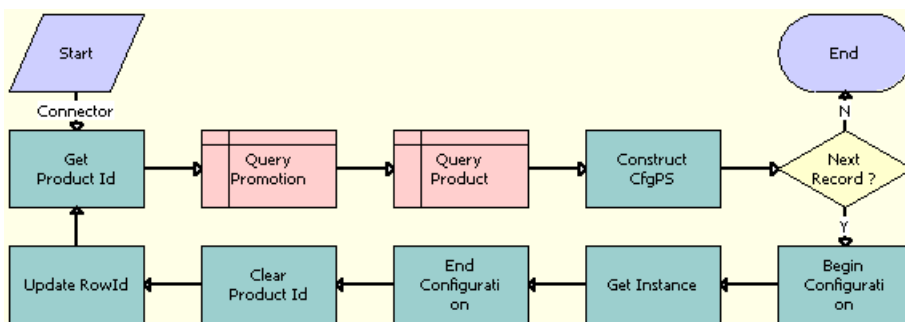 Start
End
Connector
N
Get
Product Id
Query
Promotion
Query
Product
Construct
CfgPS
Next
Record ?
Y
Update RowId
Clear
Product Id
End
Configurati
on
Get Instance
Begin
Configurati
on